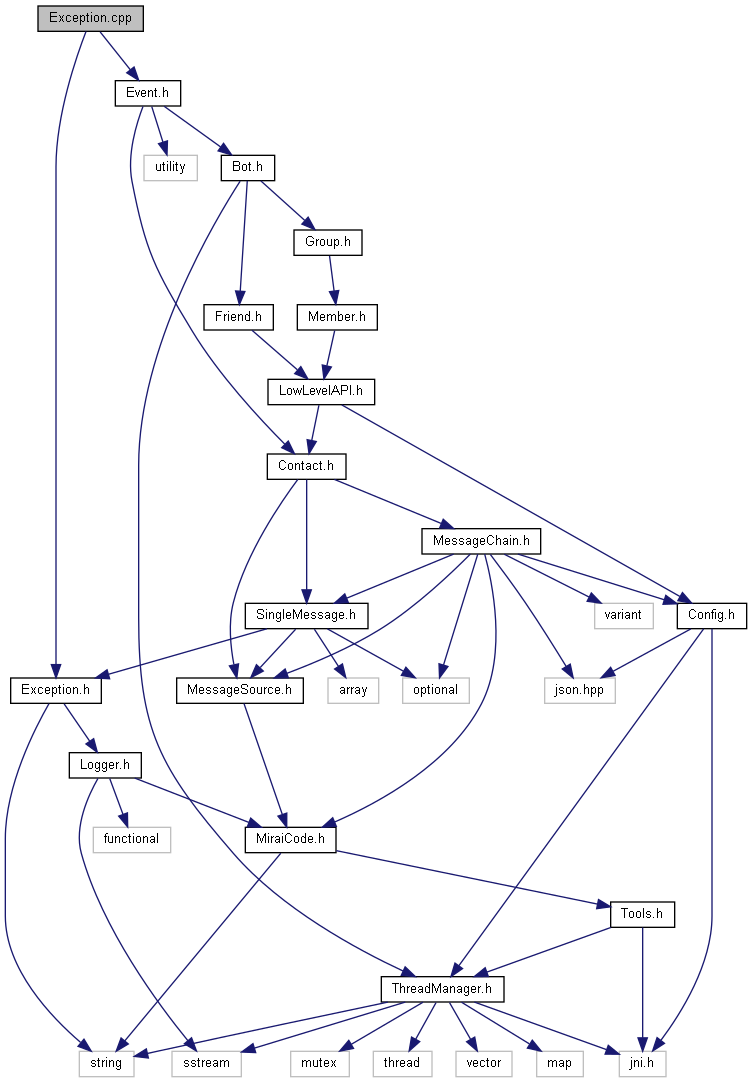 Exception.cpp
Event.h
utility
Bot.h
Group.h
Friend.h
Member.h
LowLevelAPI.h
Contact.h
MessageChain.h
SingleMessage.h
variant
Config.h
Exception.h
MessageSource.h
array
optional
json.hpp
Logger.h
functional
MiraiCode.h
Tools.h
ThreadManager.h
string
sstream
mutex
thread
vector
map
jni.h